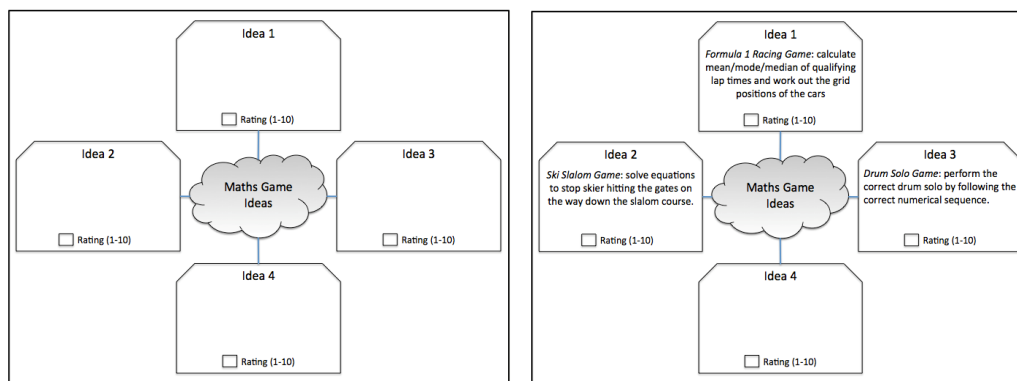 Idea 1
Rating (1-10)
Idea 2
Rating (1-10)
Maths Game
Ideas
Idea 3
Rating (1-10)
Idea 4
Rating (1-10)
Idea 1
Formula 1 Racing Game: calculate
mean/mode/median of qualifying
lap times and work out the grid
positions of the cars
Rating (1-10)
Idea 2
Ski Slalom Game: solve equations
to stop skier hitting the gates on
the way down the slalom course.
Rating (1-10)
Maths Game
Ideas
Idea 3
Drum Solo Game: perform the
correct drum solo by following the
correct numerical sequence.
Rating (1-10)
Idea 4
Rating (1-10)